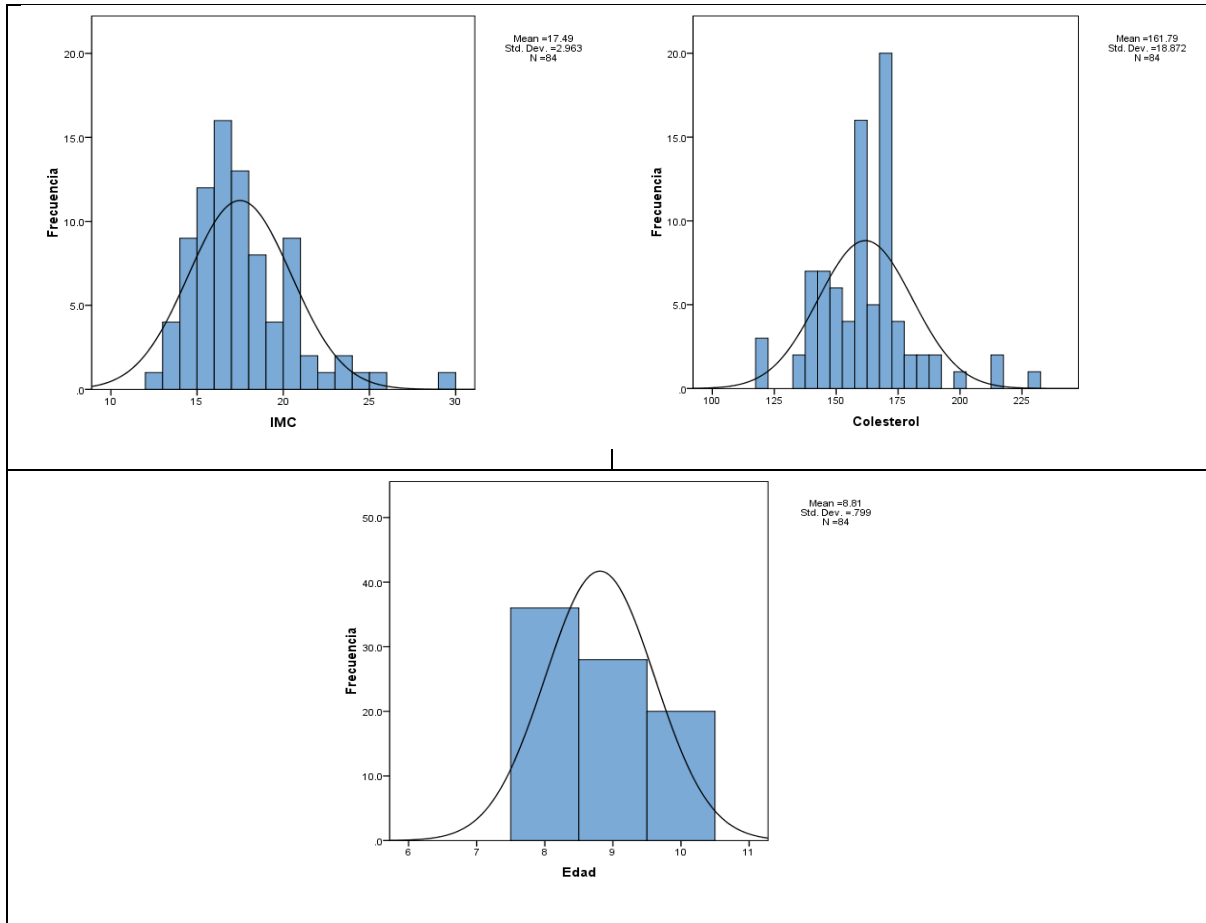 Mean =17.49
Std. Dev. =2.963
N =84
20.0
15.0
10.0
5.0
.0
Frecuencia
10 15 20 25 30
IMC
Mean =161.79
Std. Dev. =18.872
N =84
20.0
15.0
10.0
5.0
.0
Frecuencia
100 125 150 175 200 225
Colesterol
Mean =8.81
Std. Dev. =.799
N =84
50.0
40.0
30.0
20.0
10.0
.0
Frecuencia
6 7 8 9 10 11
Edad